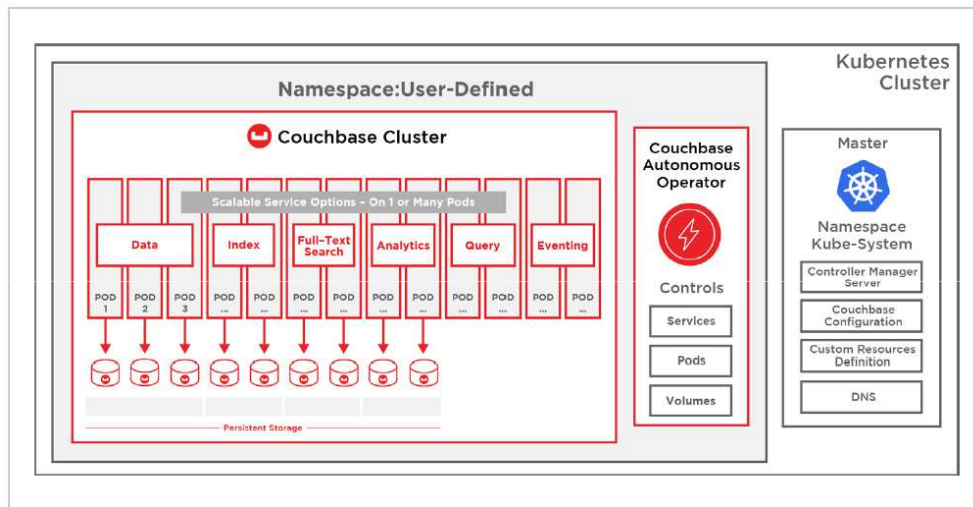 Kubernetes
Cluster
Namespace:User-Defined
Couchbase Cluster
Scalable Service Options – On 1 or Many Pods
Data
Index
Full-Text
Search
Analytics
Query
Eventing
POD
1
POD
2
POD
3
POD
...
POD
...
POD
...
POD
...
POD
...
POD
...
POD
...
POD
...
POD
...
POD
...
Persistent Storage
Couchbase
Autonomous
Operator
Controls
Services
Pods
Volumes
Master
Namespace
Kube-System
Controller Manager
Server
Couchbase
Configuration
Custom Resources
Definition
DNS